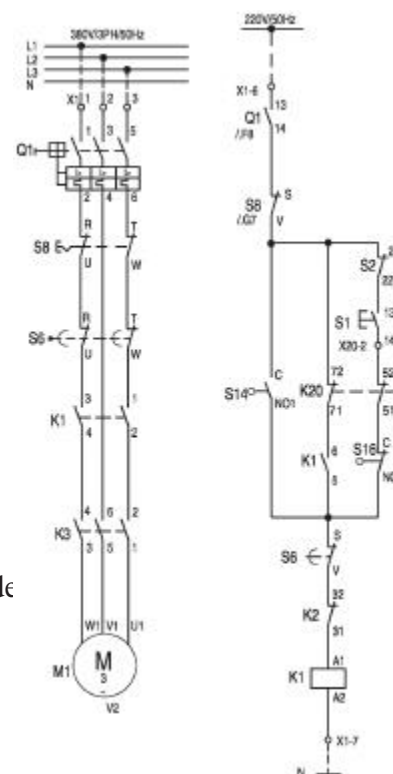 380V/3PH/50Hz
L1
L2
L3
N
X1 1 2 3
1 3 5
Q1
2 4 6
R T
S8
U W
R T
S6
U W
3 1
K1
4 2
4 6 2
K3
3 5 1
W1 V1 U1
M1 M
3
~
V2
de
220V/50Hz
X1-6
13
Q1
/.F8 14
S8 S
/.G7 V
S2
22
S1 13
X20-2 14
C
S14
NO1
72 52
K20
71 51
6
K1
5
S16 C
S
S6
V
32
K2
31
A1
K1
A2
X1-7
N